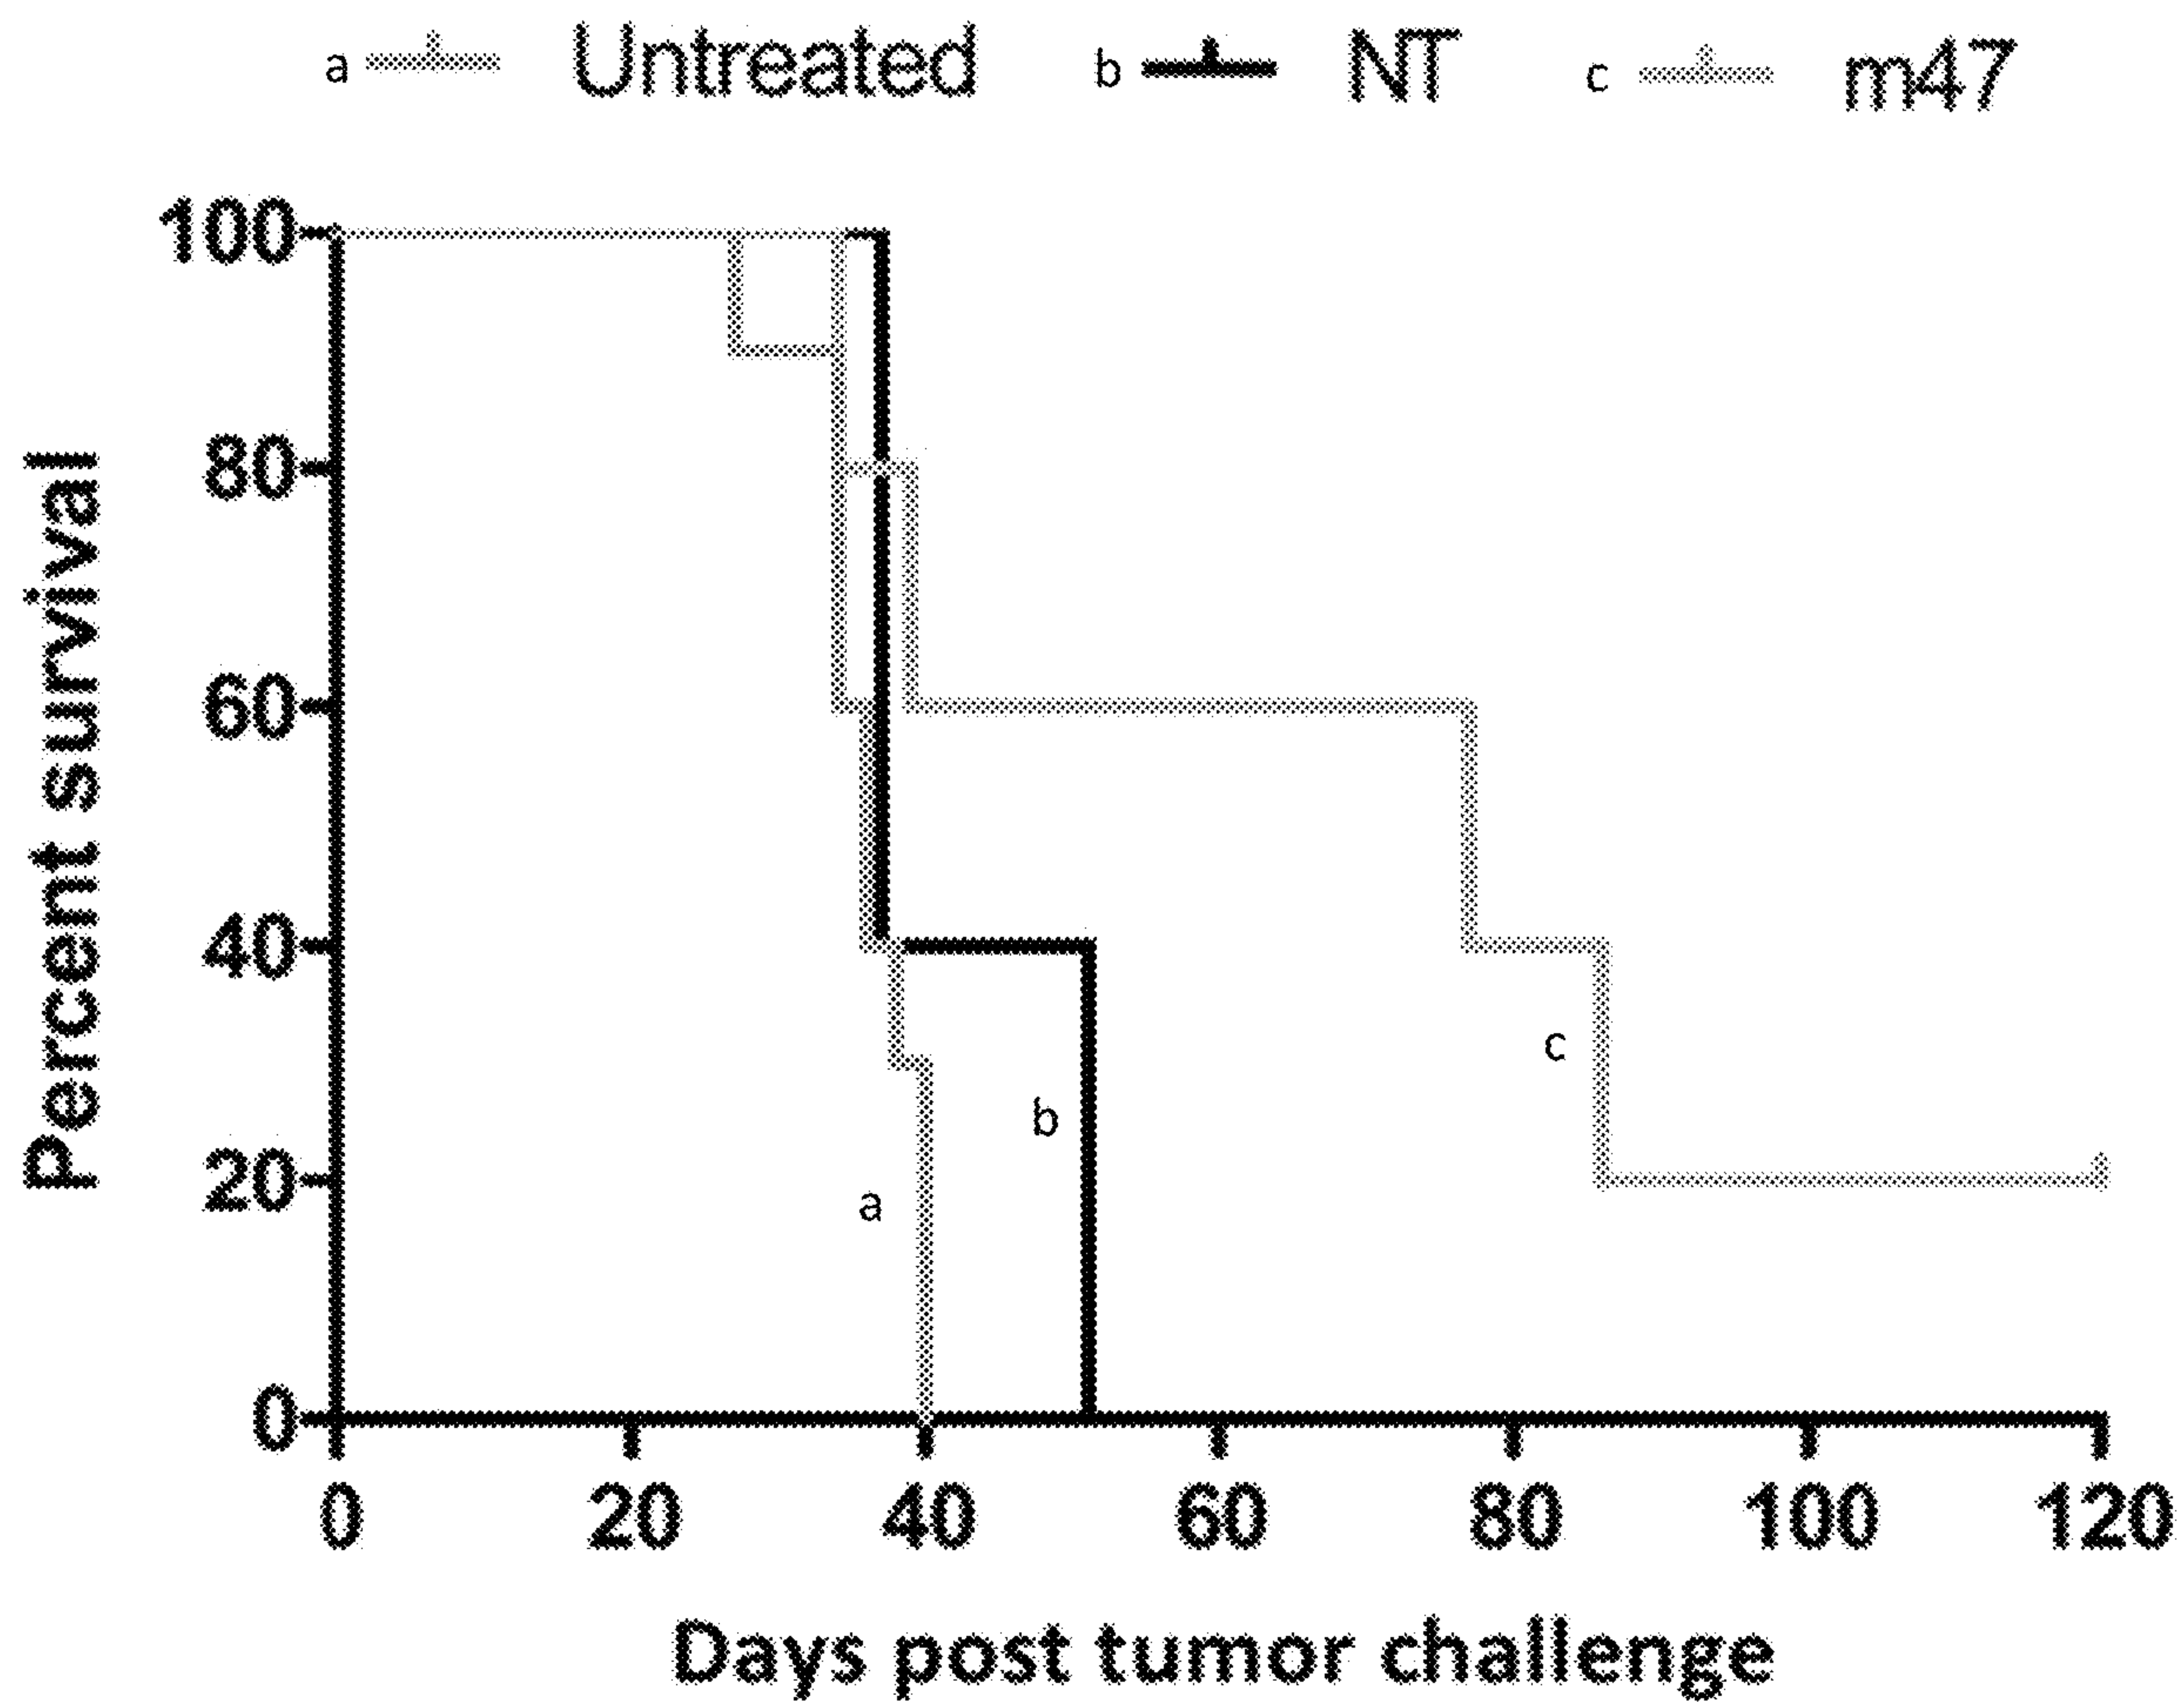 a Untreated b NT c m47
100
80
60
40
20
0
Percent survival
a
b
c
0 20 40 60 80 100 120
Days post tumor challenge